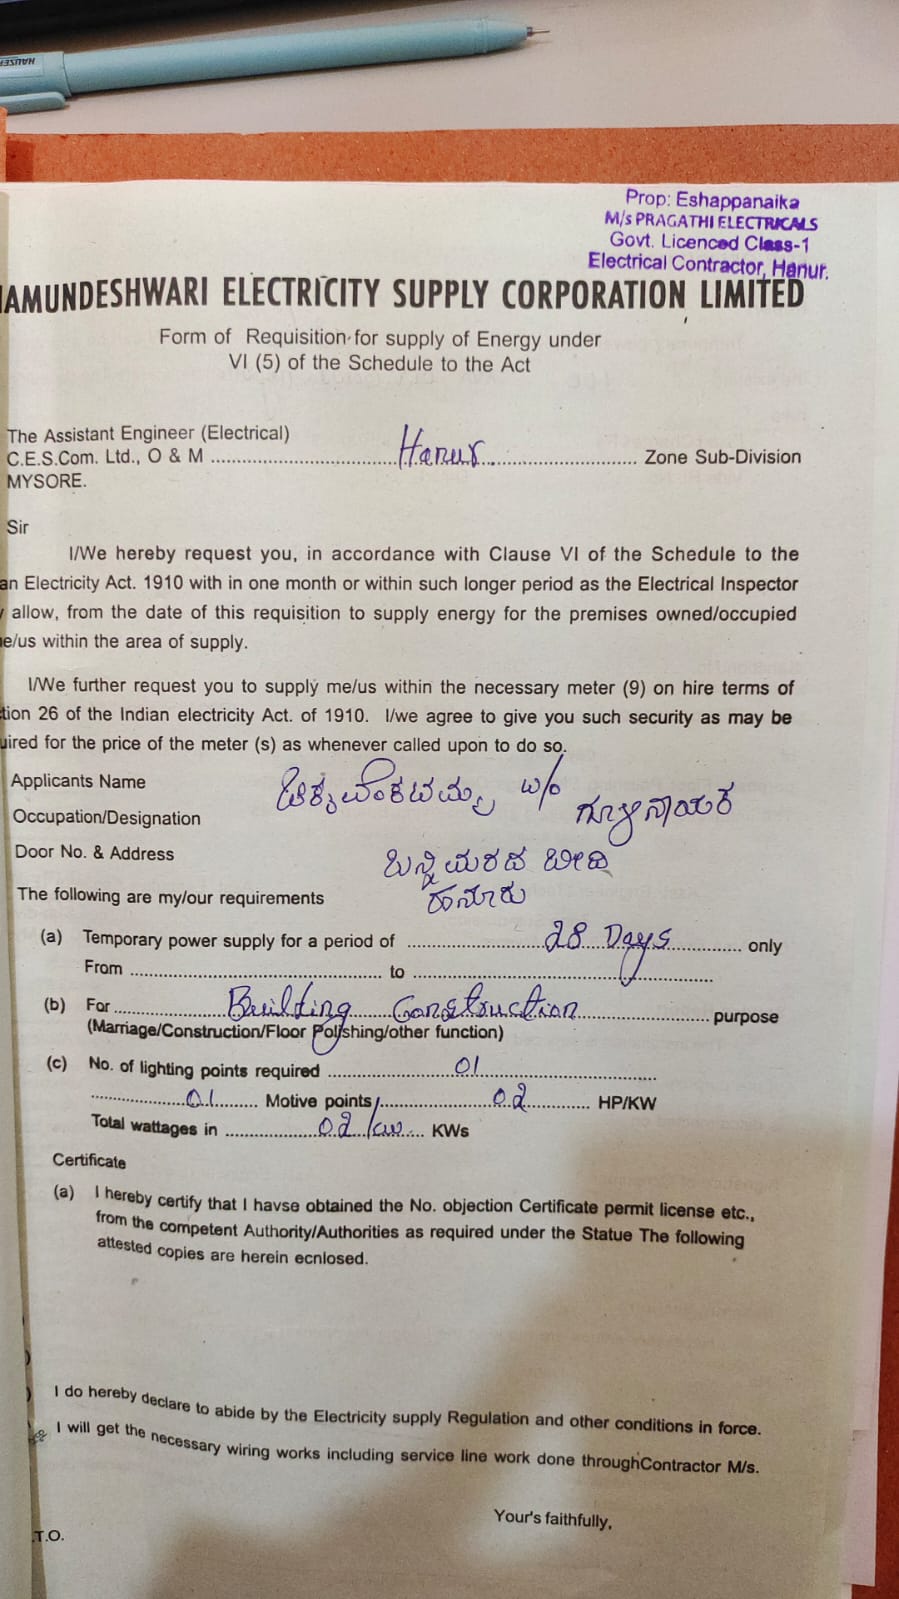 HAUSER
Prop: Eshappanaika
M/s PRAGATHI ELECTRICALS
Govt. Licenced Class-1
Electrical Contractor, Hanur.
AMUNDESHWARI ELECTRICITY SUPPLY CORPORATION LIMITED
Form of Requisition for supply of Energy under
VI (5) of the Schedule to the Act
The Assistant Engineer (Electrical)
C.E.S.Com. Ltd., O & M ........ Hanur ........ Zone Sub-Division
MYSORE.
Sir
I/We hereby request you, in accordance with Clause VI of the Schedule to the
an Electricity Act. 1910 with in one month or within such longer period as the Electrical Inspector
allow, from the date of this requisition to supply energy for the premises owned/occupied
e/us within the area of supply.
I/We further request you to supply me/us within the necessary meter (9) on hire terms of
tion 26 of the Indian electricity Act. of 1910. I/we agree to give you such security as may be
uired for the price of the meter (s) as whenever called upon to do so.
Applicants Name ಚಿಕ್ಕವೆಂಕಟಮ್ಮ w/o
Occupation/Designation
Door No. & Address ಬನ್ನಿಮರದ ಬೀದಿ
The following are my/our requirements ಹನೂರು
(a) Temporary power supply for a period of ........ 28 Days ........ only
From ........ to ........
(b) For ........ Building Construction ........ purpose
(Marriage/Construction/Floor Polishing/other function)
(c) No. of lighting points required ........ 01 ........
........ 01 ........ Motive points ........ 02 ........ HP/KW
Total wattages in ........ 02 kw ........ KWs
Certificate
(a) I hereby certify that I havse obtained the No. objection Certificate permit license etc.,
from the competent Authority/Authorities as required under the Statue The following
attested copies are herein ecnlosed.
I do hereby declare to abide by the Electricity supply Regulation and other conditions in force.
I will get the necessary wiring works including service line work done throughContractor M/s.
Your's faithfully,
.T.O.